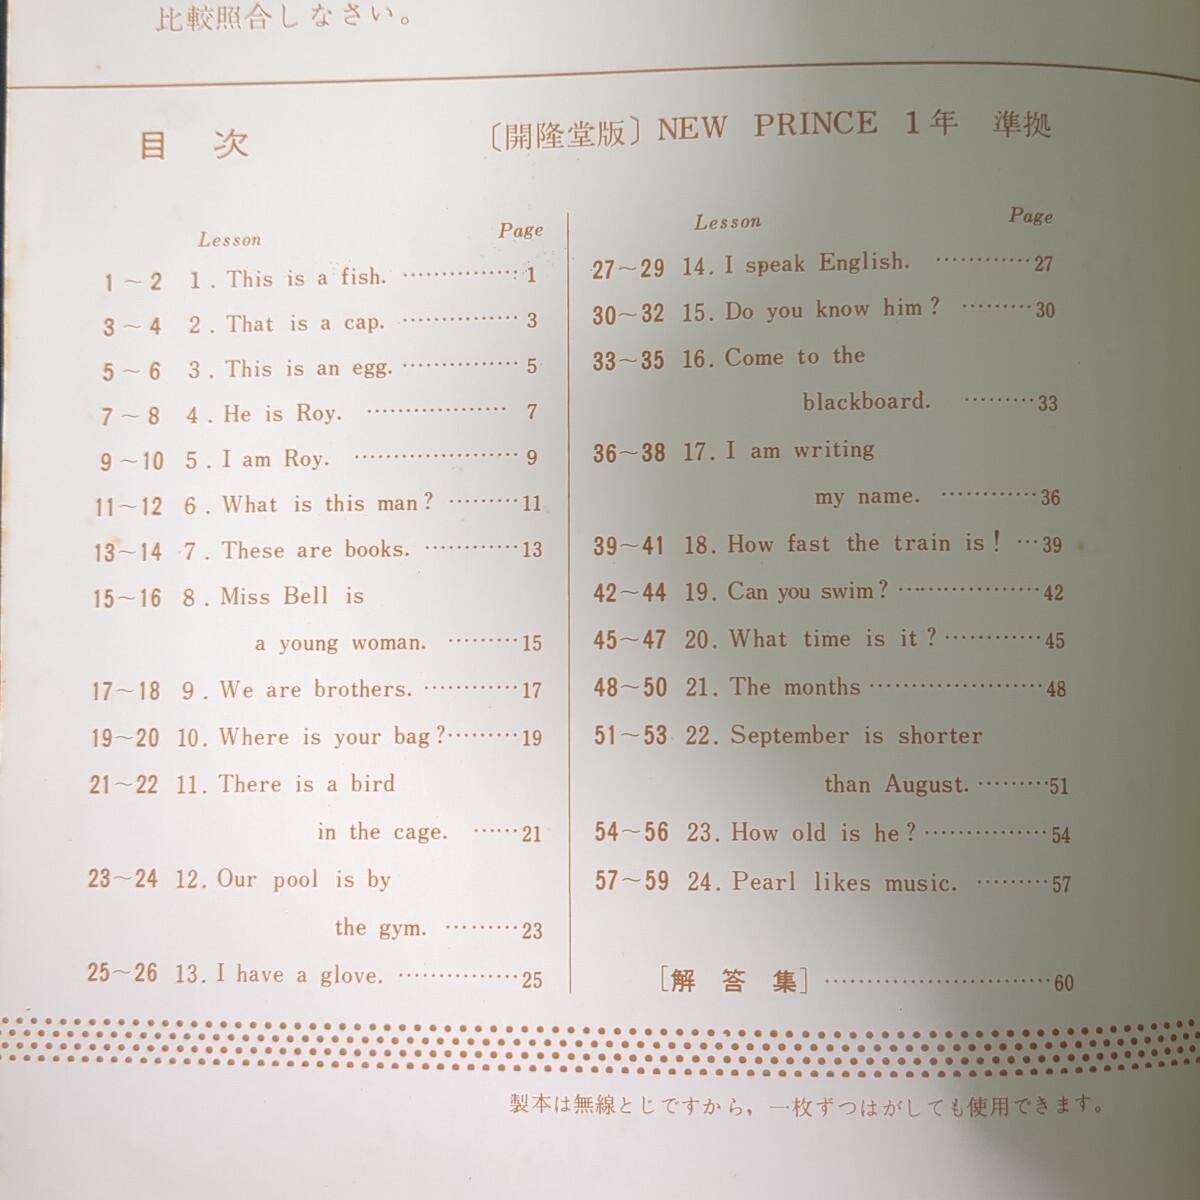 比較照合しなさい。
目次 〔開隆堂版〕NEW PRINCE 1年 準拠
Lesson Page
1～2 1. This is a fish. ……………1
3～4 2. That is a cap. ……………3
5～6 3. This is an egg. ……………5
7～8 4. He is Roy. ………………7
9～10 5. I am Roy. …………………9
11～12 6. What is this man? ………11
13～14 7. These are books. …………13
15～16 8. Miss Bell is
a young woman. ………15
17～18 9. We are brothers. …………17
19～20 10. Where is your bag?………19
21～22 11. There is a bird
in the cage. ……21
23～24 12. Our pool is by
the gym. ………23
25～26 13. I have a glove. ……………25
Lesson Page
27～29 14. I speak English. …………27
30～32 15. Do you know him? ………30
33～35 16. Come to the
blackboard. ………33
36～38 17. I am writing
my name. …………36
39～41 18. How fast the train is! …39
42～44 19. Can you swim?………………42
45～47 20. What time is it?…………45
48～50 21. The months …………………48
51～53 22. September is shorter
than August. ………51
54～56 23. How old is he?……………54
57～59 24. Pearl likes music. ………57
［解答集］…………………………60
製本は無線とじですから，一枚ずつはがしても使用できます。